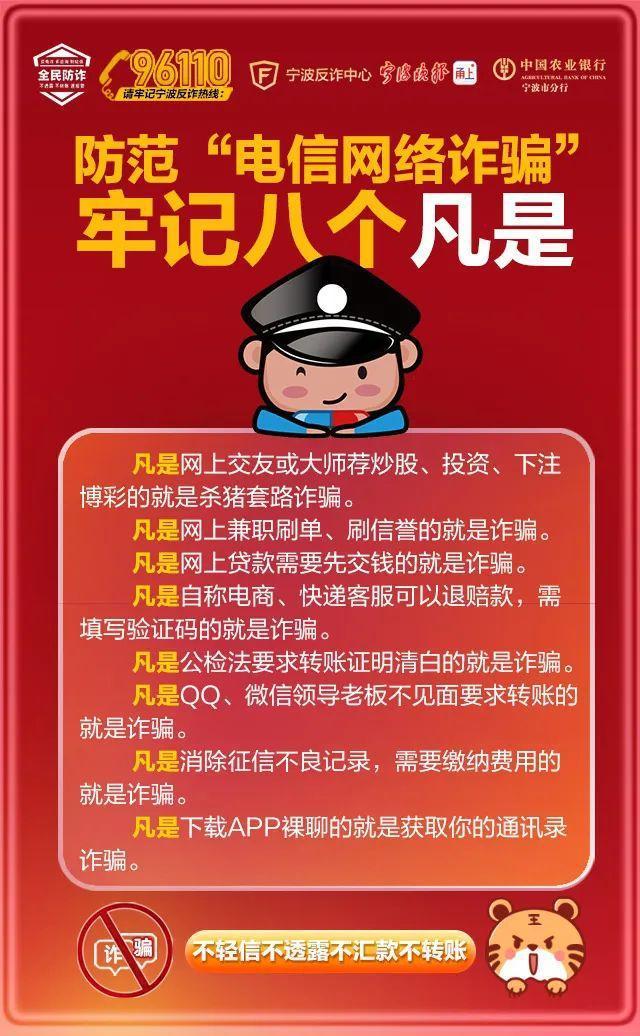 全民防诈
不透露 不转账 速报警
96110
请牢记宁波反诈热线:
宁波反诈中心
宁波晚报
甬上
中国农业银行
AGRICULTURAL BANK OF CHINA
宁波市分行
防范“电信网络诈骗”
牢记八个凡是
凡是网上交友或大师荐炒股、投资、下注
博彩的就是杀猪套路诈骗。
凡是网上兼职刷单、刷信誉的就是诈骗。
凡是网上贷款需要先交钱的就是诈骗。
凡是自称电商、快递客服可以退赔款，需
填写验证码的就是诈骗。
凡是公检法要求转账证明清白的就是诈骗。
凡是QQ、微信领导老板不见面要求转账的
就是诈骗。
凡是消除征信不良记录，需要缴纳费用的
就是诈骗。
凡是下载APP裸聊的就是获取你的通讯录
诈骗。
诈骗
不轻信不透露不汇款不转账
王